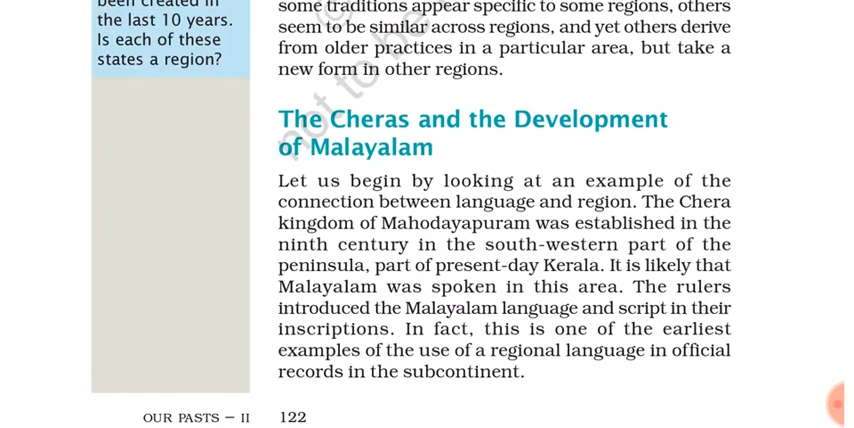 been created in
the last 10 years.
Is each of these
states a region?
some traditions appear specific to some regions, others
seem to be similar across regions, and yet others derive
from older practices in a particular area, but take a
new form in other regions.
The Cheras and the Development
of Malayalam
Let us begin by looking at an example of the
connection between language and region. The Chera
kingdom of Mahodayapuram was established in the
ninth century in the south-western part of the
peninsula, part of present-day Kerala. It is likely that
Malayalam was spoken in this area. The rulers
introduced the Malayalam language and script in their
inscriptions. In fact, this is one of the earliest
examples of the use of a regional language in official
records in the subcontinent.
OUR PASTS – II 122
not to be
©